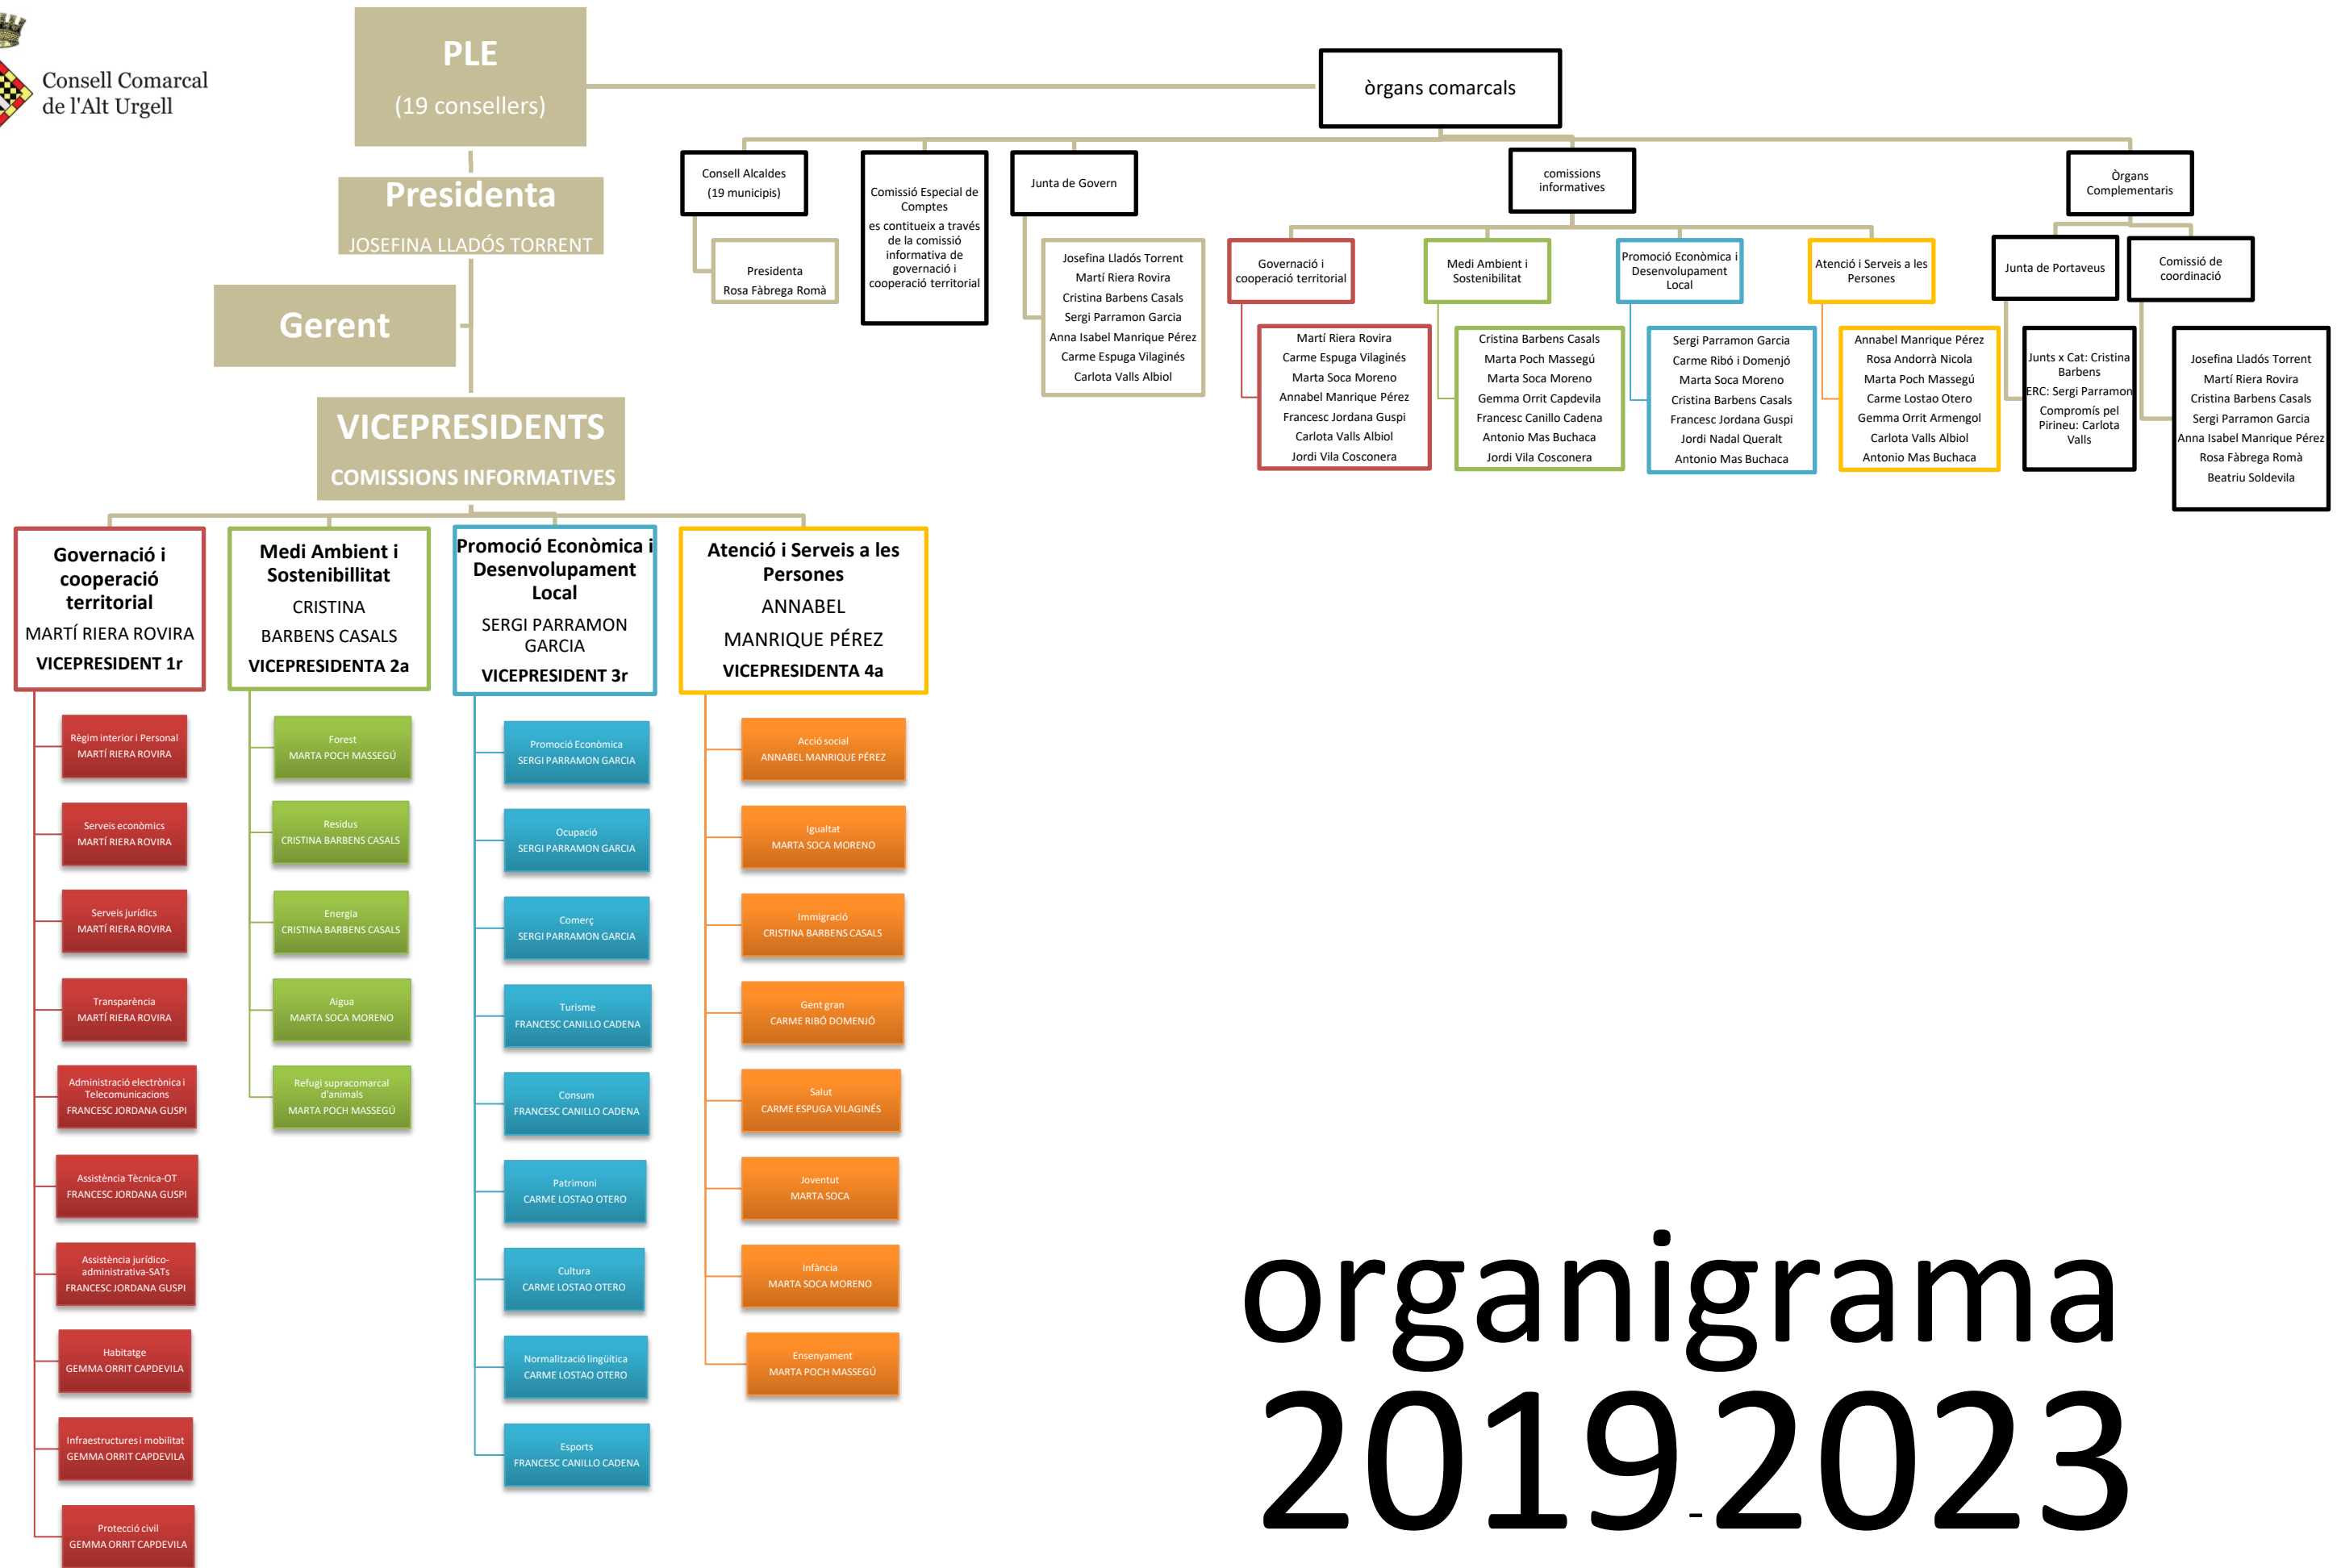 Consell Comarcal
de l'Alt Urgell
PLE
(19 consellers)
Presidenta
JOSEFINA LLADÓS TORRENT
Gerent
VICEPRESIDENTS
COMISSIONS INFORMATIVES
òrgans comarcals
Consell Alcaldes
(19 municipis)
Presidenta
Rosa Fàbrega Romà
Comissió Especial de
Comptes
es contitueix a través
de la comissió
informativa de
governació i
cooperació territorial
Junta de Govern
Josefina Lladós Torrent
Martí Riera Rovira
Cristina Barbens Casals
Sergi Parramon Garcia
Anna Isabel Manrique Pérez
Carme Espuga Vilaginés
Carlota Valls Albiol
comissions
informatives
Governació i
cooperació territorial
Martí Riera Rovira
Carme Espuga Vilaginés
Marta Soca Moreno
Annabel Manrique Pérez
Francesc Jordana Guspi
Carlota Valls Albiol
Jordi Vila Cosconera
Medi Ambient i
Sostenibilitat
Cristina Barbens Casals
Marta Poch Massegú
Marta Soca Moreno
Gemma Orrit Capdevila
Francesc Canillo Cadena
Antonio Mas Buchaca
Jordi Vila Cosconera
Promoció Econòmica i
Desenvolupament
Local
Sergi Parramon Garcia
Carme Ribó i Domenjó
Marta Soca Moreno
Cristina Barbens Casals
Francesc Jordana Guspi
Jordi Nadal Queralt
Antonio Mas Buchaca
Atenció i Serveis a les
Persones
Annabel Manrique Pérez
Rosa Andorrà Nicola
Marta Poch Massegú
Carme Lostao Otero
Gemma Orrit Armengol
Carlota Valls Albiol
Antonio Mas Buchaca
Òrgans
Complementaris
Junta de Portaveus
Junts x Cat: Cristina
Barbens
ERC: Sergi Parramon
Compromís pel
Pirineu: Carlota
Valls
Comissió de
coordinació
Josefina Lladós Torrent
Martí Riera Rovira
Cristina Barbens Casals
Sergi Parramon Garcia
Anna Isabel Manrique Pérez
Rosa Fàbrega Romà
Beatriu Soldevila
Governació i
cooperació
territorial
MARTÍ RIERA ROVIRA
VICEPRESIDENT 1r
Règim interior i Personal
MARTÍ RIERA ROVIRA
Serveis econòmics
MARTÍ RIERA ROVIRA
Serveis jurídics
MARTÍ RIERA ROVIRA
Transparència
MARTÍ RIERA ROVIRA
Administració electrònica i
Telecomunicacions
FRANCESC JORDANA GUSPI
Assistència Tècnica-OT
FRANCESC JORDANA GUSPI
Assistència jurídico-
administrativa-SATs
FRANCESC JORDANA GUSPI
Habitatge
GEMMA ORRIT CAPDEVILA
Infraestructures i mobilitat
GEMMA ORRIT CAPDEVILA
Protecció civil
GEMMA ORRIT CAPDEVILA
Medi Ambient i
Sostenibillitat
CRISTINA
BARBENS CASALS
VICEPRESIDENTA 2a
Forest
MARTA POCH MASSEGÚ
Residus
CRISTINA BARBENS CASALS
Energia
CRISTINA BARBENS CASALS
Aigua
MARTA SOCA MORENO
Refugi supracomarcal
d'animals
MARTA POCH MASSEGÚ
Promoció Econòmica i
Desenvolupament
Local
SERGI PARRAMON
GARCIA
VICEPRESIDENT 3r
Promoció Econòmica
SERGI PARRAMON GARCIA
Ocupació
SERGI PARRAMON GARCIA
Comerç
SERGI PARRAMON GARCIA
Turisme
FRANCESC CANILLO CADENA
Consum
FRANCESC CANILLO CADENA
Patrimoni
CARME LOSTAO OTERO
Cultura
CARME LOSTAO OTERO
Normalització lingüítica
CARME LOSTAO OTERO
Esports
FRANCESC CANILLO CADENA
Atenció i Serveis a les
Persones
ANNABEL
MANRIQUE PÉREZ
VICEPRESIDENTA 4a
Acció social
ANNABEL MANRIQUE PÉREZ
Igualtat
MARTA SOCA MORENO
Immigració
CRISTINA BARBENS CASALS
Gent gran
CARME RIBÓ DOMENJÓ
Salut
CARME ESPUGA VILAGINÉS
Joventut
MARTA SOCA
Infància
MARTA SOCA MORENO
Ensenyament
MARTA POCH MASSEGÚ
organigrama
2019-2023